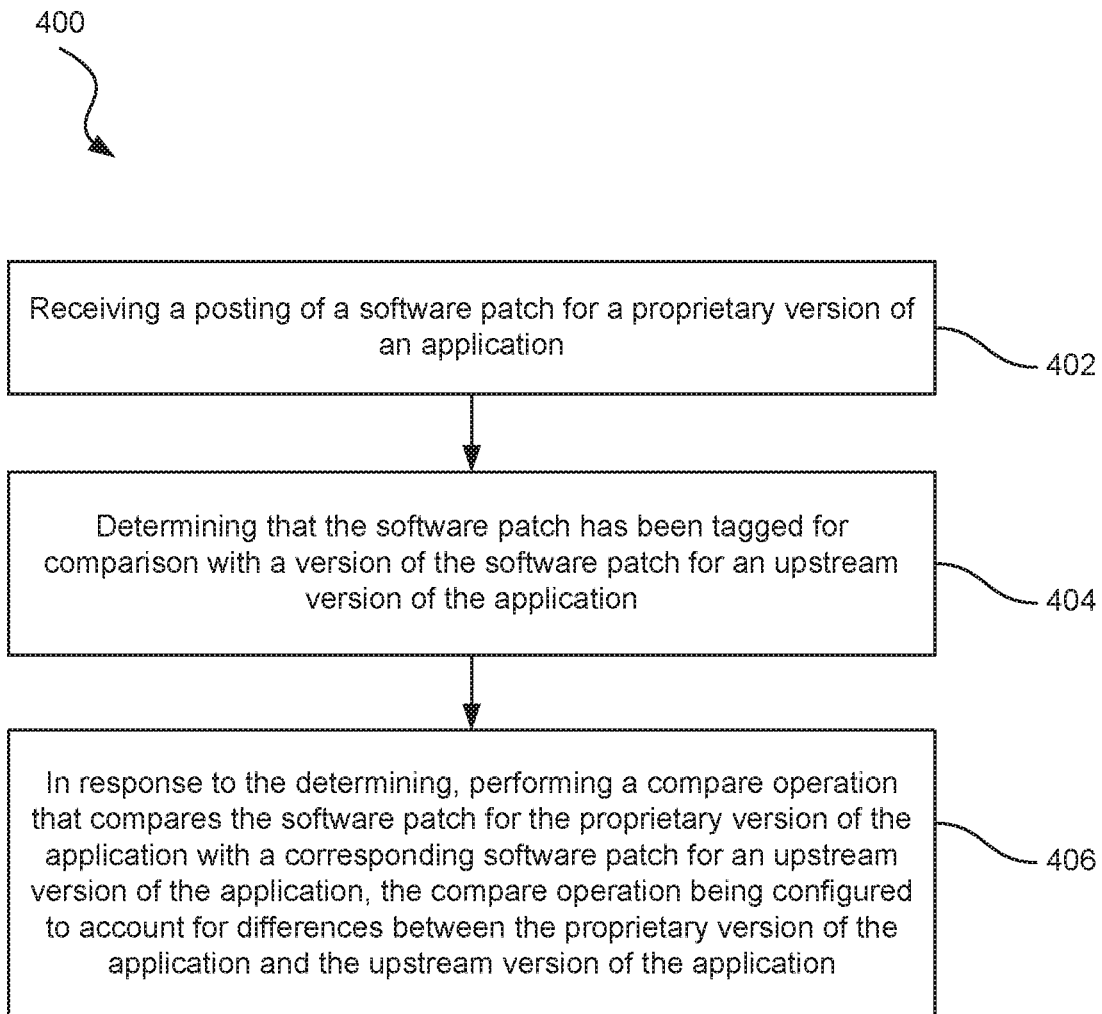 400
Receiving a posting of a software patch for a proprietary version of
an application
402
Determining that the software patch has been tagged for
comparison with a version of the software patch for an upstream
version of the application
404
In response to the determining, performing a compare operation
that compares the software patch for the proprietary version of the
application with a corresponding software patch for an upstream
version of the application, the compare operation being configured
to account for differences between the proprietary version of the
application and the upstream version of the application
406